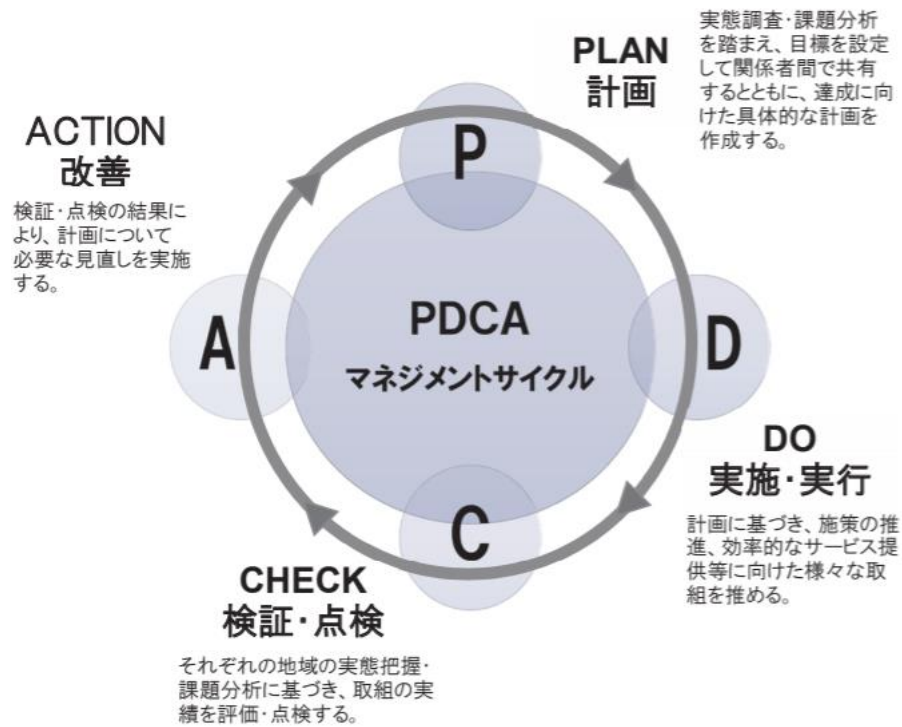 PLAN
計画
実態調査・課題分析
を踏まえ、目標を設定
して関係者間で共有
するとともに、達成に向
けた具体的な計画を
作成する。
ACTION
改善
検証・点検の結果に
より、計画について
必要な見直しを実施
する。
P
A
PDCA
マネジメントサイクル
D
DO
実施・実行
計画に基づき、施策の推
進、効率的なサービス提
供等に向けた様々な取
組を推める。
C
CHECK
検証・点検
それぞれの地域の実態把握・
課題分析に基づき、取組の実
績を評価・点検する。